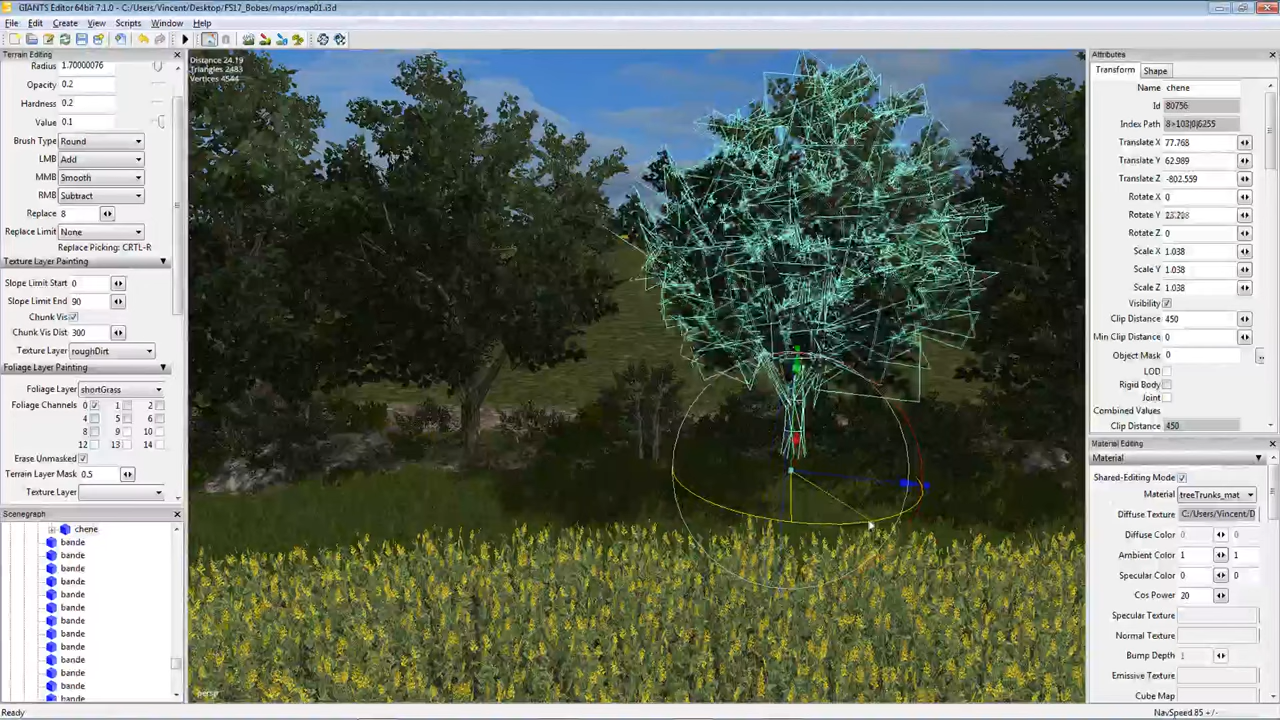 GIANTS Editor 64bit 7.1.0 - C:/Users/Vincent/Desktop/FS17_Bobes/maps/map01.i3d
File Edit Create View Scripts Window Help
Terrain Editing
Radius 1.70000076
Opacity 0.2
Hardness 0.2
Value 0.1
Brush Type Round
LMB Add
MMB Smooth
RMB Subtract
Replace 8
Replace Limit None
Replace Picking: CRTL-R
Texture Layer Painting
Slope Limit Start 0
Slope Limit End 90
Chunk Vis
Chunk Vis Dist 300
Texture Layer roughDirt
Foliage Layer Painting
Foliage Layer shortGrass
Foliage Channels 0 1 2
4 5 6
8 9 10
12 13 14
Erase Unmasked
Terrain Layer Mask 0.5
Texture Layer
Scenegraph
chene
bande
bande
bande
bande
bande
bande
bande
bande
bande
bande
bande
bande
bande
Ready
Distance 24.19
Triangles 2483
Vertices 4544
persp
Attributes
Transform Shape
Name chene
Id 80756
Index Path 8>103|0|6255
Translate X 77.768
Translate Y 62.989
Translate Z -802.559
Rotate X 0
Rotate Y 23.208
Rotate Z 0
Scale X 1.038
Scale Y 1.038
Scale Z 1.038
Visibility
Clip Distance 450
Min Clip Distance 0
Object Mask 0
LOD
Rigid Body
Joint
Combined Values
Clip Distance 450
Material Editing
Material
Shared-Editing Mode
Material treeTrunks_mat
Diffuse Texture C:/Users/Vincent/D
Diffuse Color 0 0
Ambient Color 1 1
Specular Color 0 0
Cos Power 20
Specular Texture
Normal Texture
Bump Depth 1
Emissive Texture
Cube Map
NavSpeed 85 +/-